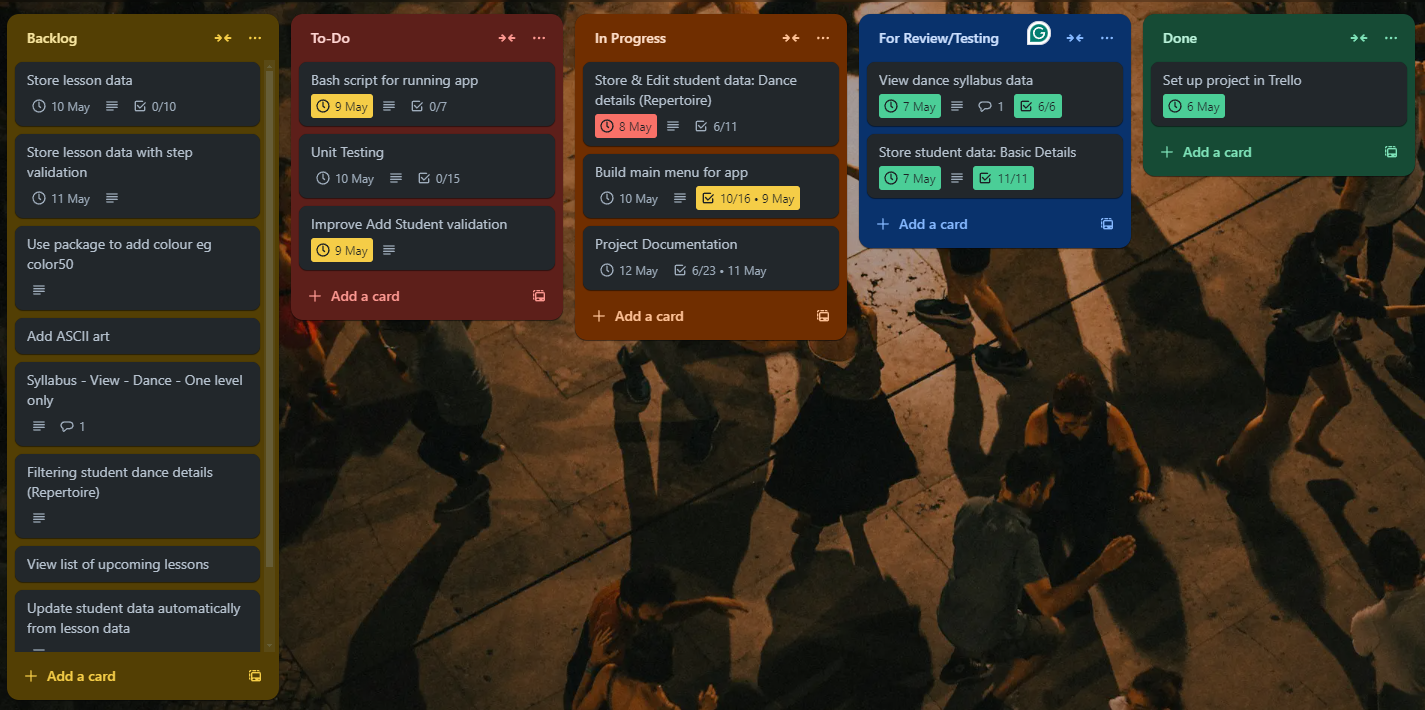 Backlog
Store lesson data
10 May 0/10
Store lesson data with step
validation
11 May
Use package to add colour eg
color50
Add ASCII art
Syllabus - View - Dance - One level
only
1
Filtering student dance details
(Repertoire)
View list of upcoming lessons
Update student data automatically
from lesson data
+ Add a card
To-Do
Bash script for running app
9 May 0/7
Unit Testing
10 May 0/15
Improve Add Student validation
9 May
+ Add a card
In Progress
Store & Edit student data: Dance
details (Repertoire)
8 May 6/11
Build main menu for app
10 May 10/16 • 9 May
Project Documentation
12 May 6/23 • 11 May
+ Add a card
For Review/Testing
G
View dance syllabus data
7 May 1 6/6
Store student data: Basic Details
7 May 11/11
+ Add a card
Done
Set up project in Trello
6 May
+ Add a card